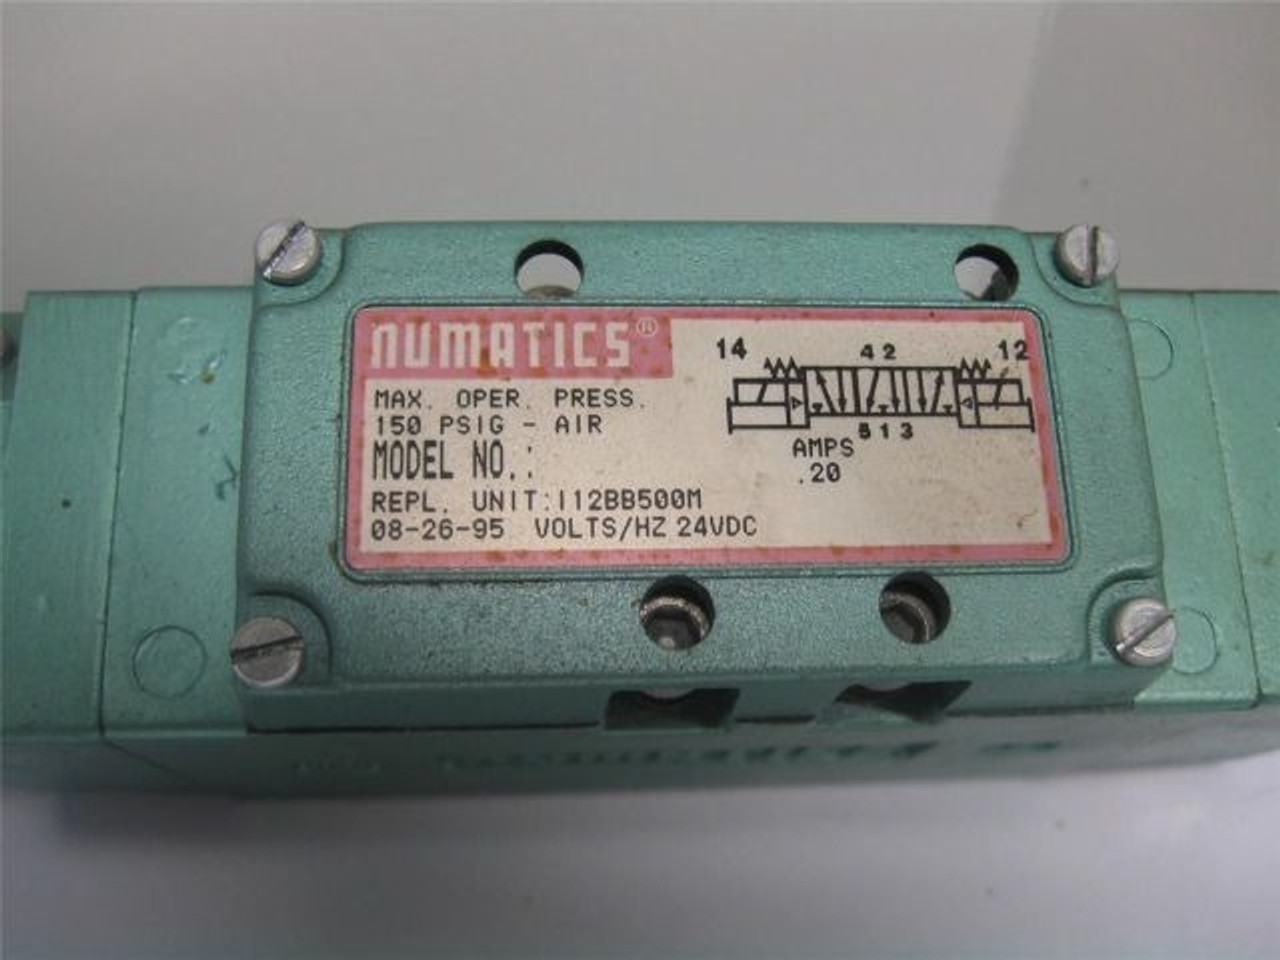 NUMATICS®
MAX. OPER. PRESS.
150 PSIG - AIR
MODEL NO.:
REPL. UNIT: I12BB500M
08-26-95 VOLTS/HZ 24VDC
14 4 2 12
5 1 3
AMPS
.20